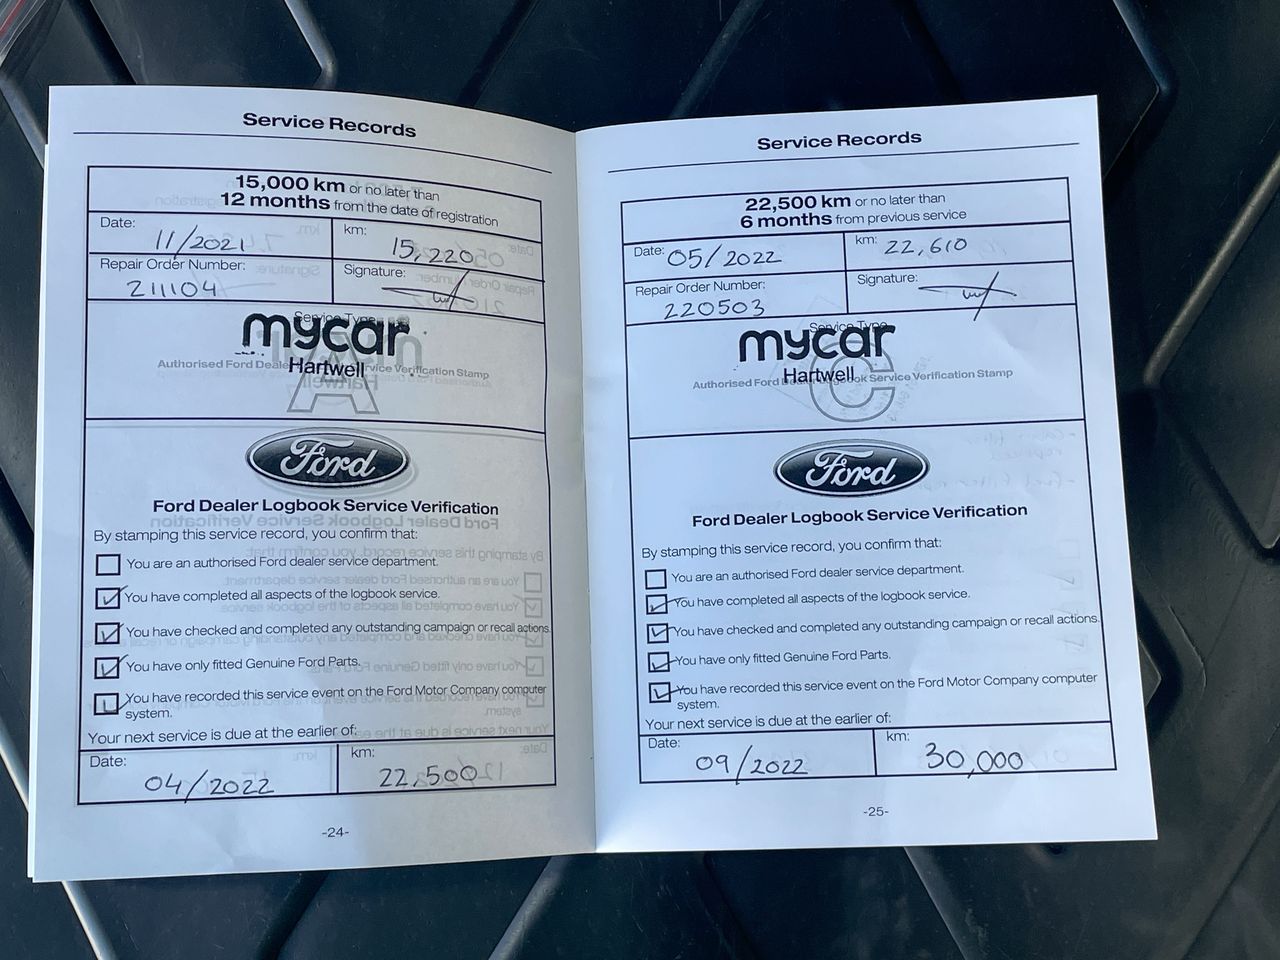 Service Records
15,000 km or no later than
12 months from the date of registration
Date:
11/2021
km:
15,220
Repair Order Number:
211104
Signature:
Service Type
mycar
Hartwell
Authorised Ford Dealer Service Verification Stamp
A
Ford
Ford Dealer Logbook Service Verification
By stamping this service record, you confirm that:
You are an authorised Ford dealer service department.
You have completed all aspects of the logbook service.
You have checked and completed any outstanding campaign or recall actions.
You have only fitted Genuine Ford Parts.
You have recorded this service event on the Ford Motor Company computer
system.
Your next service is due at the earlier of:
Date:
04/2022
km:
22,500
-24-
Service Records
22,500 km or no later than
6 months from previous service
Date: 05/2022
km: 22,610
Repair Order Number:
220503
Signature:
Service Type
mycar
Hartwell
Authorised Ford Dealer Logbook Service Verification Stamp
C
Ford
Ford Dealer Logbook Service Verification
By stamping this service record, you confirm that:
You are an authorised Ford dealer service department.
You have completed all aspects of the logbook service.
You have checked and completed any outstanding campaign or recall actions.
You have only fitted Genuine Ford Parts.
You have recorded this service event on the Ford Motor Company computer
system.
Your next service is due at the earlier of:
Date:
09/2022
km:
30,000
-25-